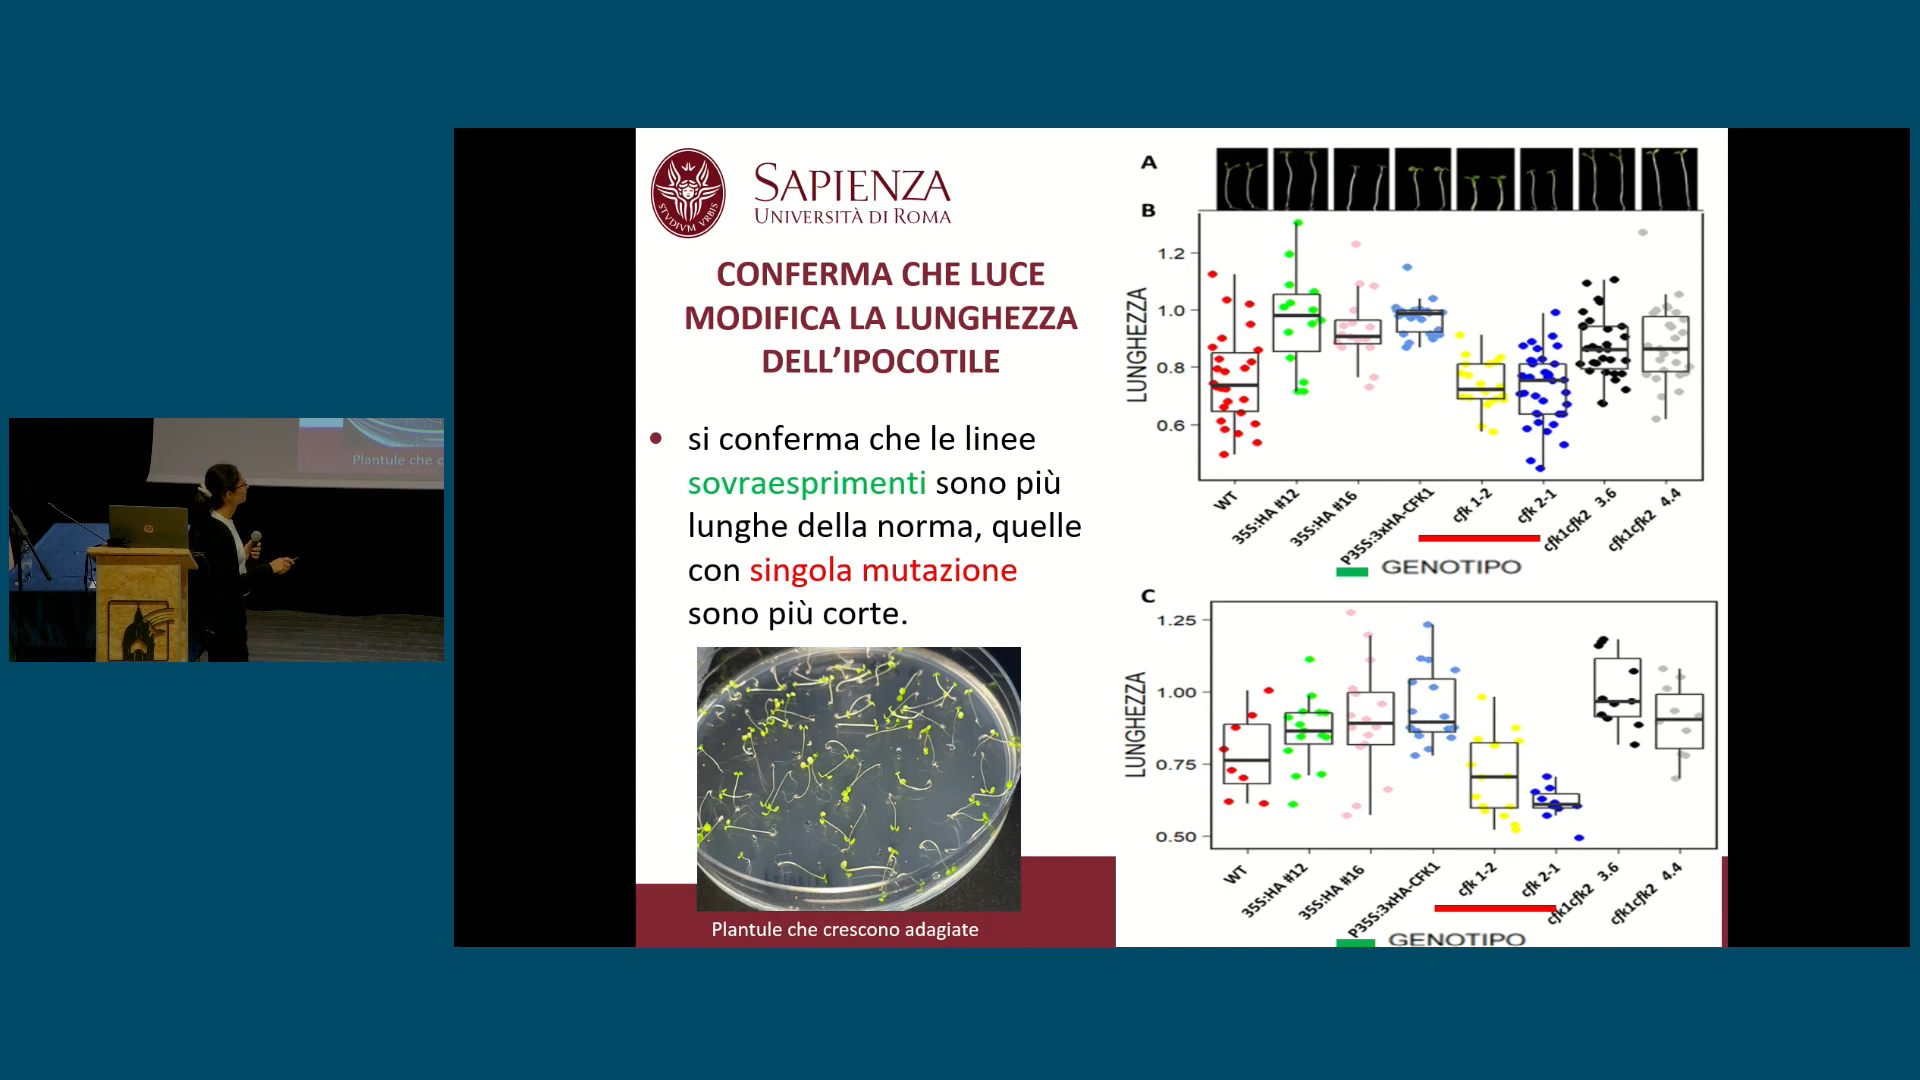 Plantule che c
SAPIENZA
UNIVERSITÀ DI ROMA
STVDIVM VRBIS
CONFERMA CHE LUCE
MODIFICA LA LUNGHEZZA
DELL’IPOCOTILE
• si conferma che le linee
sovraesprimenti sono più
lunghe della norma, quelle
con singola mutazione
sono più corte.
Plantule che crescono adagiate
A
B
LUNGHEZZA
1.2
1.0
0.8
0.6
WT
35S:HA #12
35S:HA #16
P35S:3xHA-CFK1
cfk 1-2
cfk 2-1
cfk1cfk2 3.6
cfk1cfk2 4.4
GENOTIPO
C
LUNGHEZZA
1.25
1.00
0.75
0.50
WT
35S:HA #12
35S:HA #16
P35S:3xHA-CFK1
cfk 1-2
cfk 2-1
cfk1cfk2 3.6
cfk1cfk2 4.4
GENOTIPO